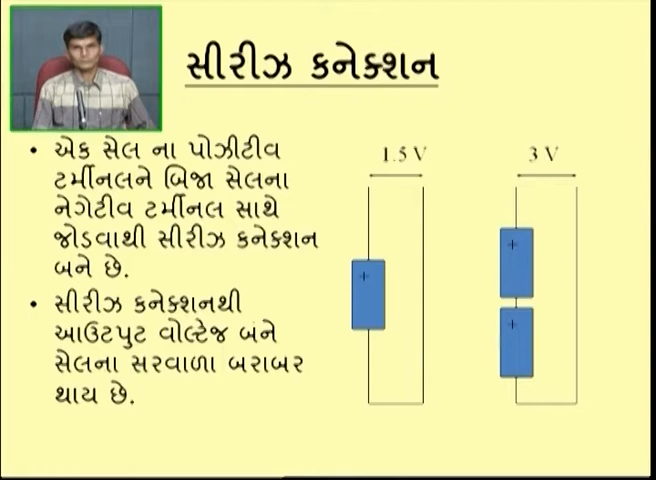 સીરીઝ કનેક્શન
• એક સેલ ના પોઝીટીવ
ટર્મીનલને બિજા સેલના
નેગેટીવ ટર્મીનલ સાથે
જોડવાથી સીરીઝ કનેક્શન
બને છે.
• સીરીઝ કનેક્શનથી
આઉટપુટ વોલ્ટેજ બંને
સેલના સરવાળા બરાબર
થાય છે.
1.5 V
3 V
+
+
+